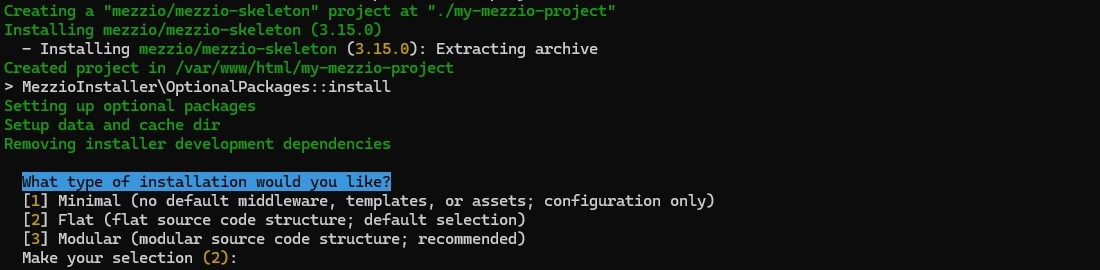 Creating a "mezzio/mezzio-skeleton" project at "./my-mezzio-project"
Installing mezzio/mezzio-skeleton (3.15.0)
  - Installing mezzio/mezzio-skeleton (3.15.0): Extracting archive
Created project in /var/www/html/my-mezzio-project
> MezzioInstaller\OptionalPackages::install
Setting up optional packages
Setup data and cache dir
Removing installer development dependencies
  What type of installation would you like?
  [1] Minimal (no default middleware, templates, or assets; configuration only)
  [2] Flat (flat source code structure; default selection)
  [3] Modular (modular source code structure; recommended)
  Make your selection (2):